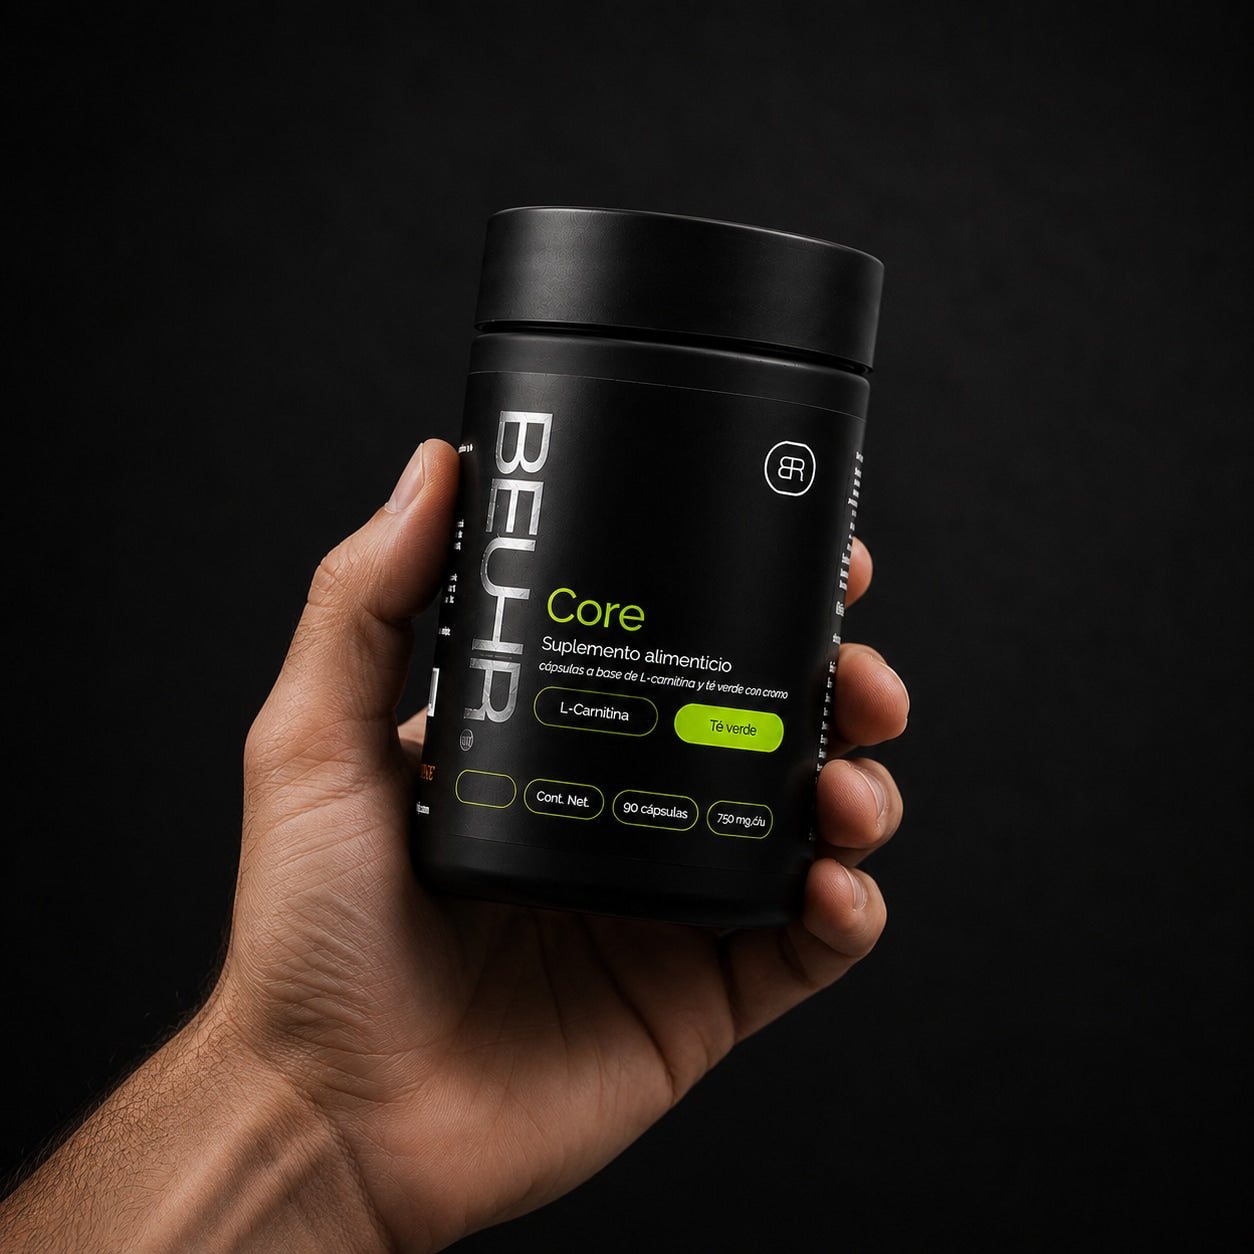 BEUHR
BR
Core
Suplemento alimenticio
cápsulas a base de L-carnitina y té verde con cromo
L-Carnitina
Té verde
Cont. Net.
90 cápsulas
750 mg,c/u